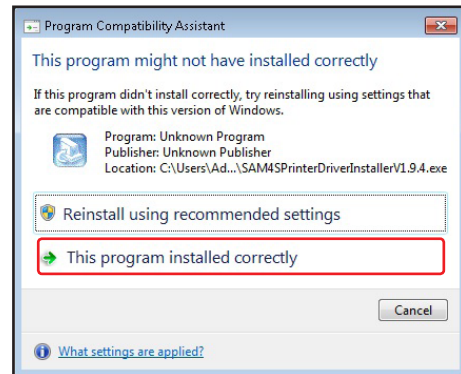 Program Compatibility Assistant
This program might not have installed correctly
If this program didn't install correctly, try reinstalling using settings that
are compatible with this version of Windows.
Program: Unknown Program
Publisher: Unknown Publisher
Location: C:\Users\Ad...\SAM4SPrinterDriverInstallerV1.9.4.exe
Reinstall using recommended settings
This program installed correctly
Cancel
What settings are applied?